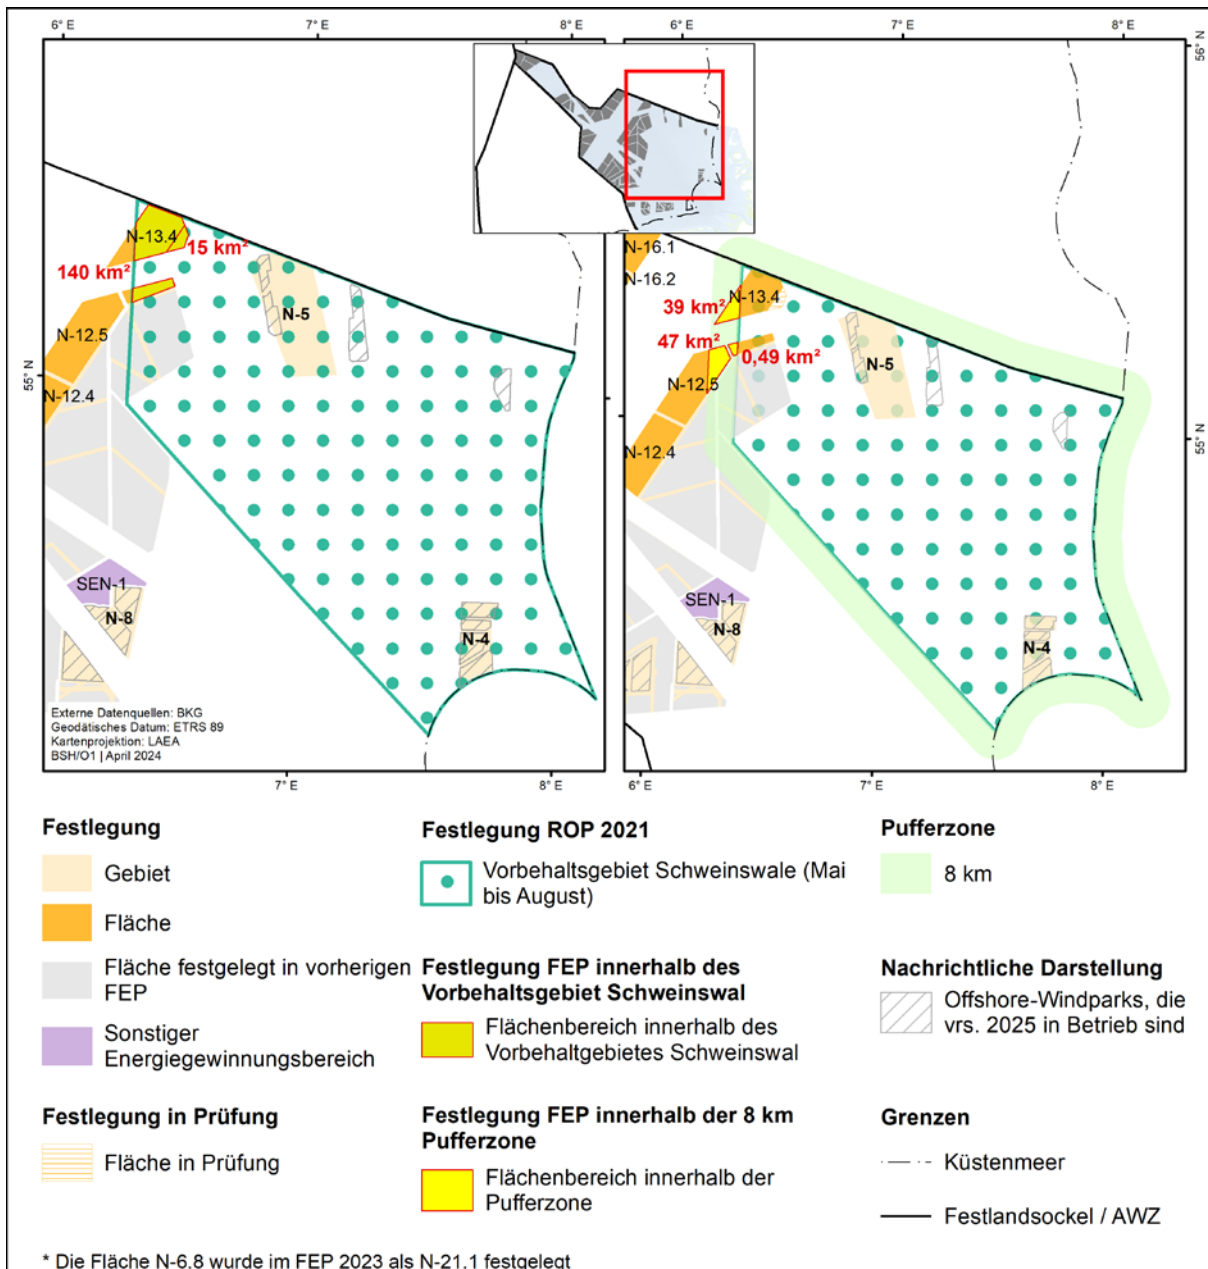 6° E
7° E
8° E
6° E
7° E
8° E
56° N
N-13.4
15 km²
140 km²
N-5
N-12.5
55° N
N-12.4
SEN-1
N-8
N-4
Externe Datenquellen: BKG
Geodätisches Datum: ETRS 89
Kartenprojektion: LAEA
BSH/O1 | April 2024
7° E
8° E
N-16.1
N-16.2
N-13.4
39 km²
47 km²
0,49 km²
N-5
N-12.5
N-12.4
55° N
SEN-1
N-8
N-4
6° E
7° E
8° E
Festlegung
Gebiet
Fläche
Fläche festgelegt in vorherigen
FEP
Sonstiger
Energiegewinnungsbereich
Festlegung in Prüfung
Fläche in Prüfung
Festlegung ROP 2021
Vorbehaltsgebiet Schweinswale (Mai
bis August)
Festlegung FEP innerhalb des
Vorbehaltsgebiet Schweinswal
Flächenbereich innerhalb des
Vorbehaltgebietes Schweinswal
Festlegung FEP innerhalb der 8 km
Pufferzone
Flächenbereich innerhalb der
Pufferzone
Pufferzone
8 km
Nachrichtliche Darstellung
Offshore-Windparks, die
vrs. 2025 in Betrieb sind
Grenzen
Küstenmeer
Festlandsockel / AWZ
* Die Fläche N-6.8 wurde im FEP 2023 als N-21.1 festgelegt